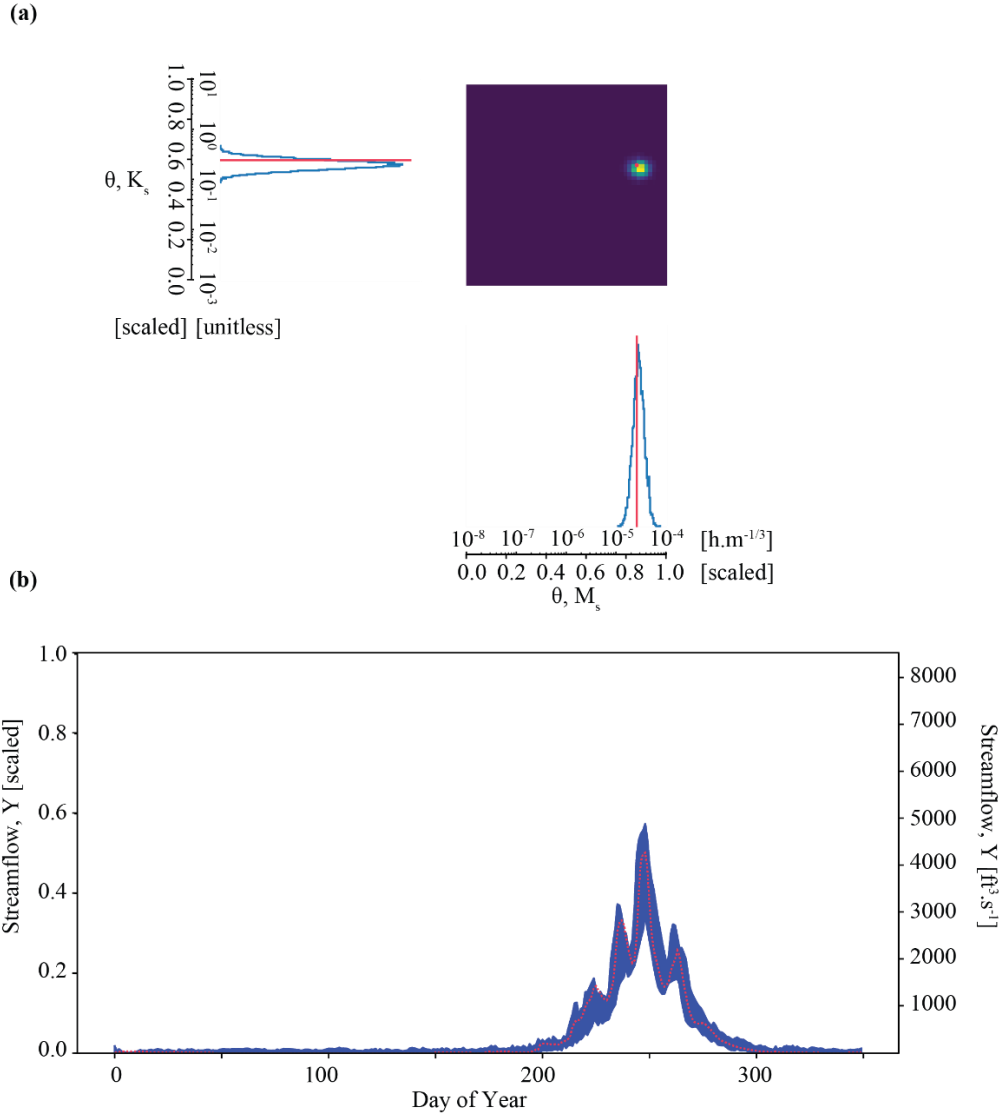 (a)
1.0 0.8 0.6 0.4 0.2 0.0
10¹ 10⁰ 10⁻¹ 10⁻² 10⁻³
θ, Kₛ
[scaled] [unitless]
10⁻⁸ 10⁻⁷ 10⁻⁶ 10⁻⁵ 10⁻⁴ [h.m⁻¹ᐟ³]
0.0 0.2 0.4 0.6 0.8 1.0 [scaled]
θ, Mₛ
(b)
Streamflow, Y [scaled]
1.0
0.8
0.6
0.4
0.2
0.0
8000
7000
6000
5000
4000
3000
2000
1000
Streamflow, Y [ft³.s⁻¹]
0 100 200 300
Day of Year